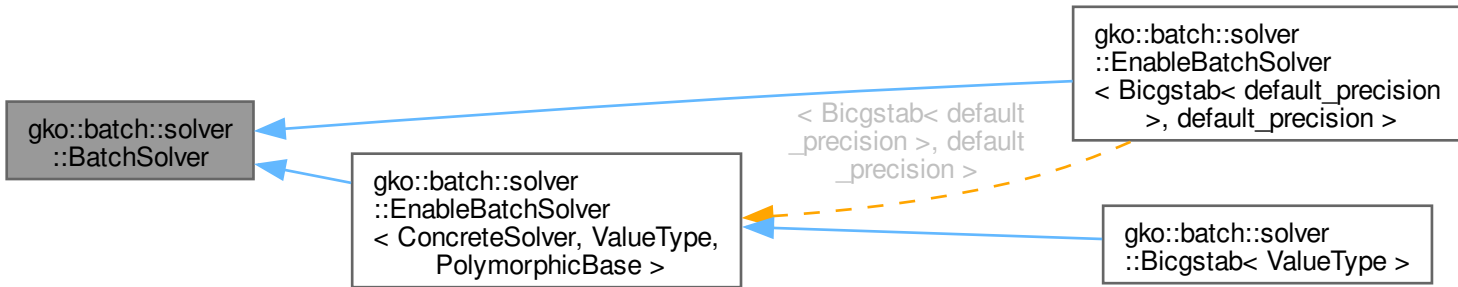 gko::batch::solver
::BatchSolver
gko::batch::solver
::EnableBatchSolver
< ConcreteSolver, ValueType,
PolymorphicBase >
< Bicgstab< default
_precision >, default
_precision >
gko::batch::solver
::EnableBatchSolver
< Bicgstab< default_precision
>, default_precision >
gko::batch::solver
::Bicgstab< ValueType >